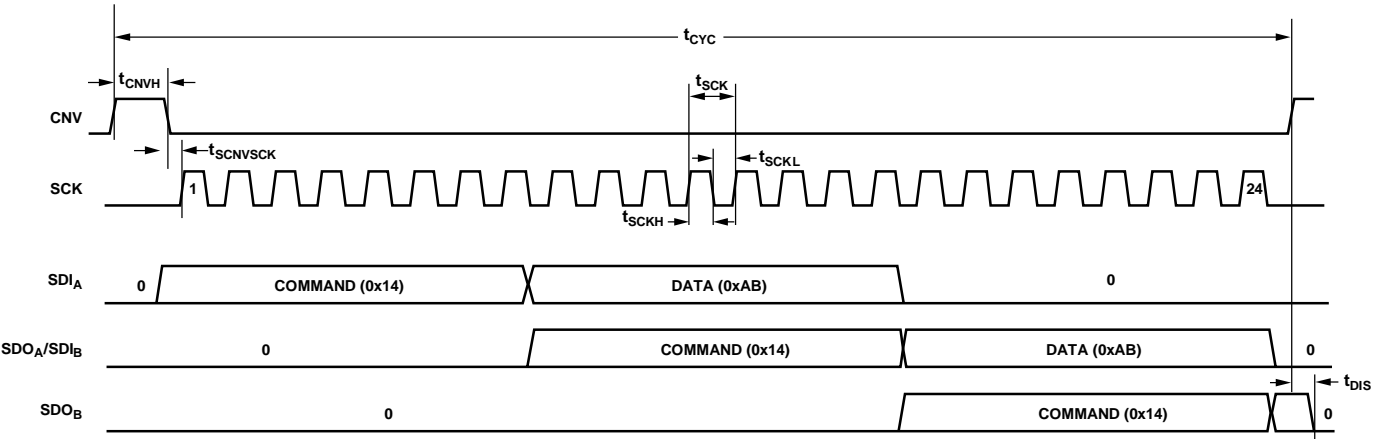 tCYC
tCNVH
tSCK
CNV
tSCNVSCK
tSCKL
SCK
1
24
tSCKH
SDIA
0
COMMAND (0x14)
DATA (0xAB)
0
SDOA/SDIB
0
COMMAND (0x14)
DATA (0xAB)
0
tDIS
SDOB
0
COMMAND (0x14)
0